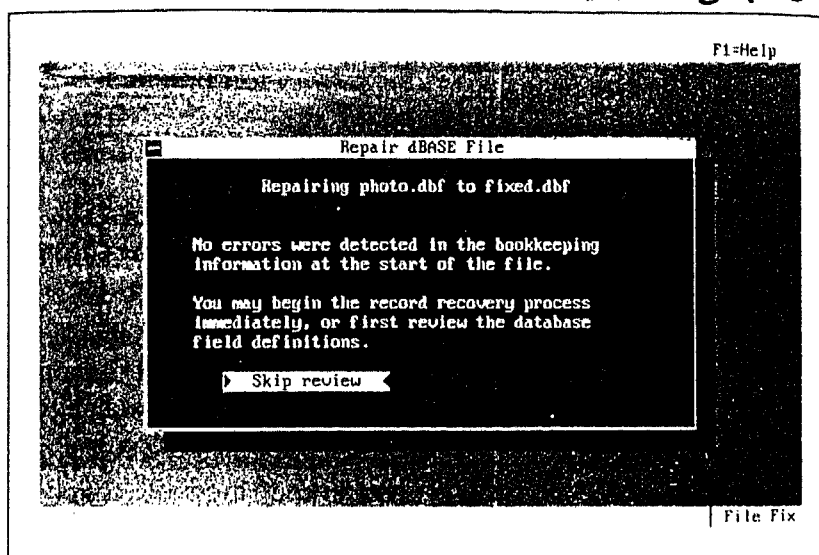 F1=Help
Repair dBASE File
Repairing photo.dbf to fixed.dbf
No errors were detected in the bookkeeping
information at the start of the file.
You may begin the record recovery process
immediately, or first review the database
field definitions.
Skip review
File Fix